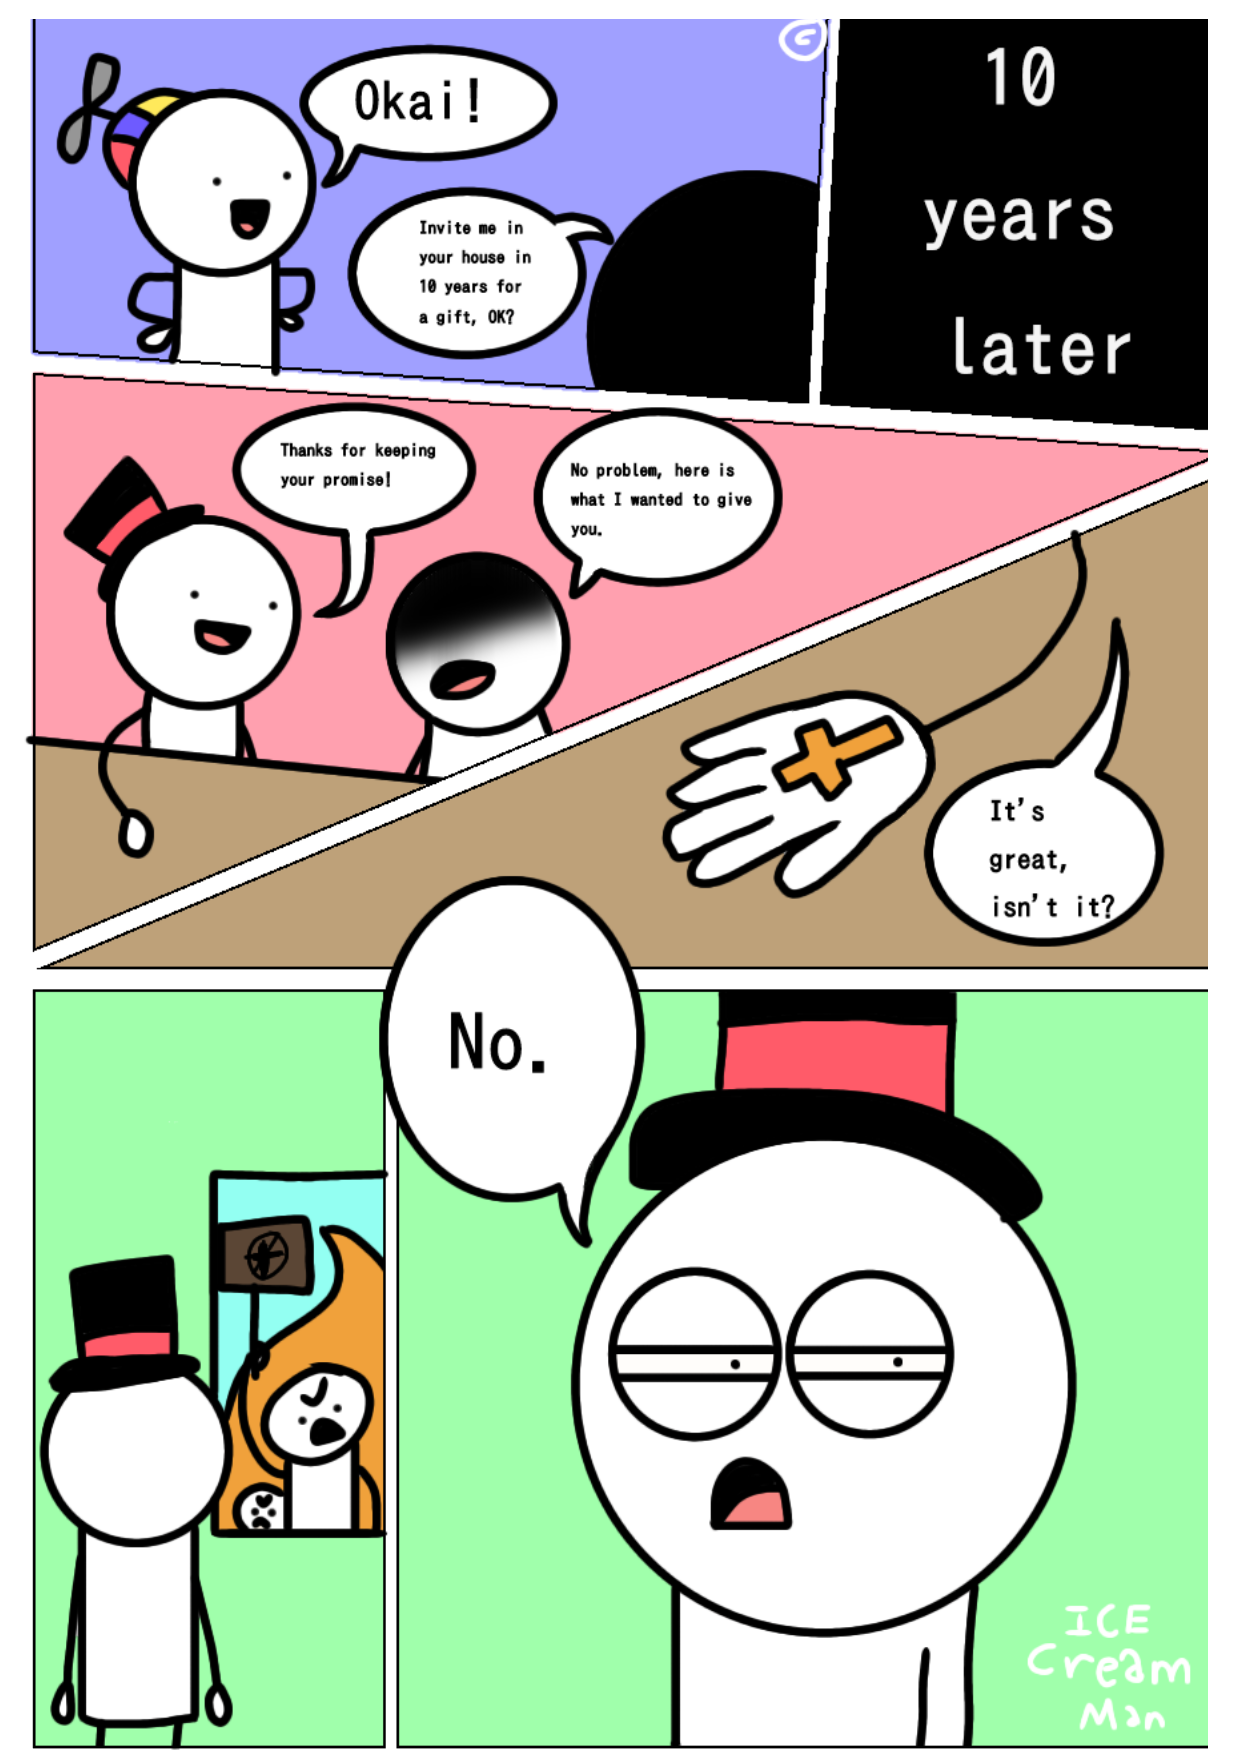 Okai!
Invite me in
your house in
10 years for
a gift, OK?
10
years
later
Thanks for keeping
your promise!
No problem, here is
what I wanted to give
you.
It's
great,
isn't it?
No.
ICE
Cream
Man